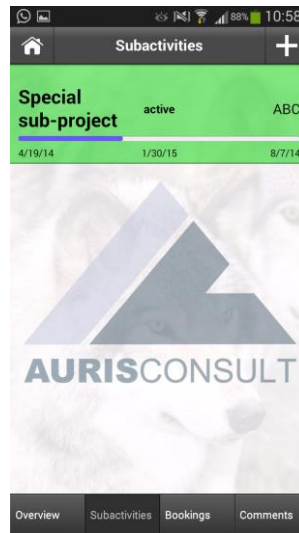 88% 10:58
Subactivities
Special
sub-project
active
ABC
4/19/14 1/30/15 8/7/14
AURISCONSULT
Overview Subactivities Bookings Comments